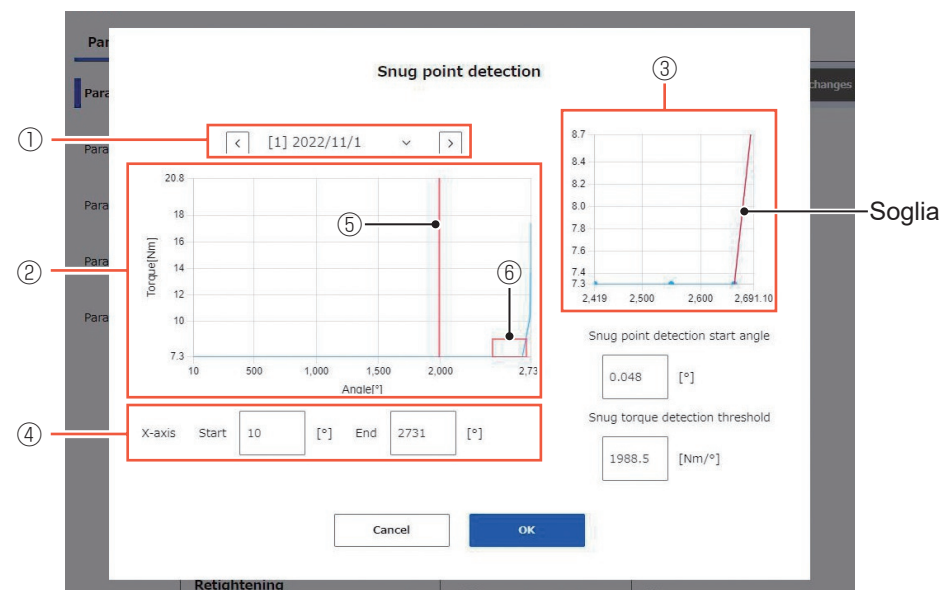 Par
Snug point detection
③
changes
Para
①
< [1] 2022/11/1 >
Para
8.7
8.4
8.2
8.0
7.8
7.6
7.4
7.3
2,419 2,500 2,600 2,691.10
Soglia
②
Para
Para
Para
Torque[Nm]
20.8
18
16
14
12
10
7.3
10 500 1,000 1,500 2,000 2,73
Angle[°]
⑤
⑥
Snug point detection start angle
0.048 [°]
Snug torque detection threshold
1988.5 [Nm/°]
④
X-axis Start 10 [°] End 2731 [°]
Cancel OK
Retightening